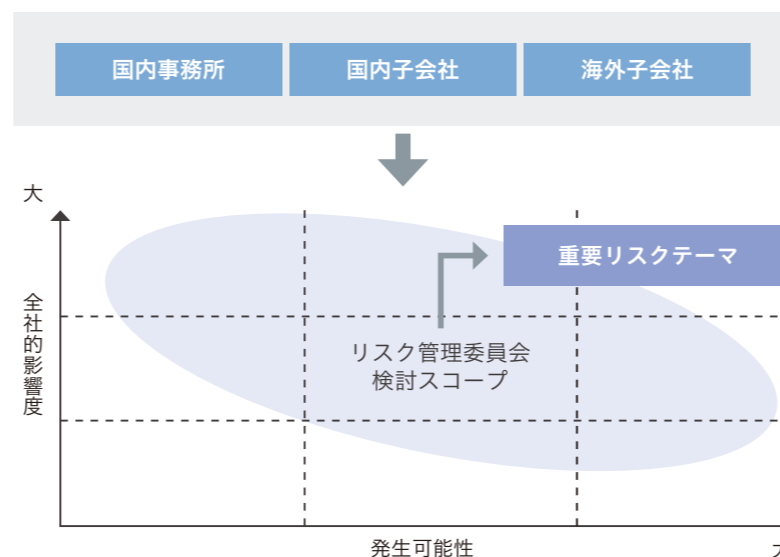 国内事務所
国内子会社
海外子会社
大
重要リスクテーマ
全社的影響度
リスク管理委員会
検討スコープ
発生可能性